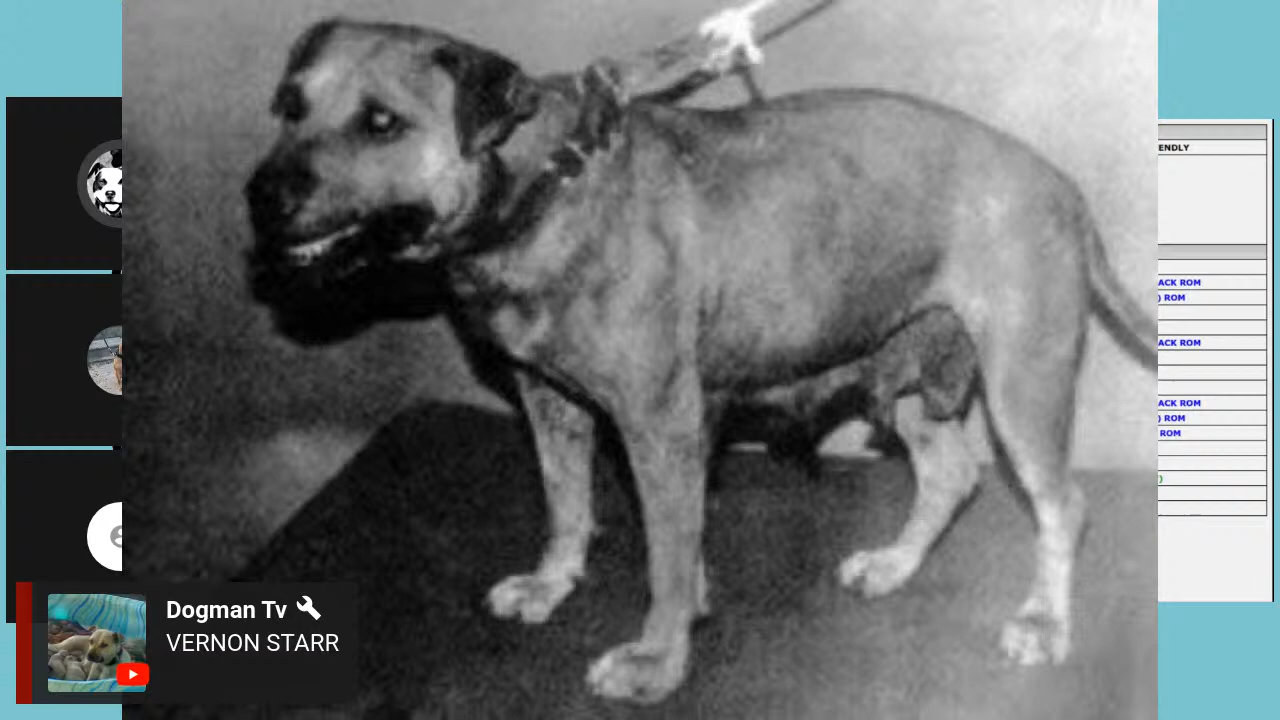 ENDLY
ACK ROM
) ROM
ACK ROM
ACK ROM
) ROM
ROM
)
Dogman Tv
VERNON STARR